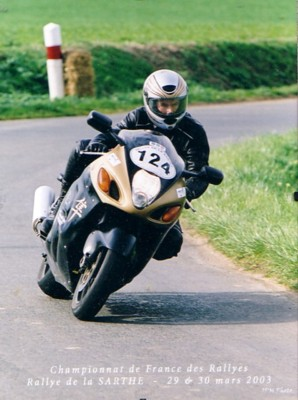 124
Championnat de France des Rallyes
Rallye de la SARTHE - 29 & 30 mars 2003